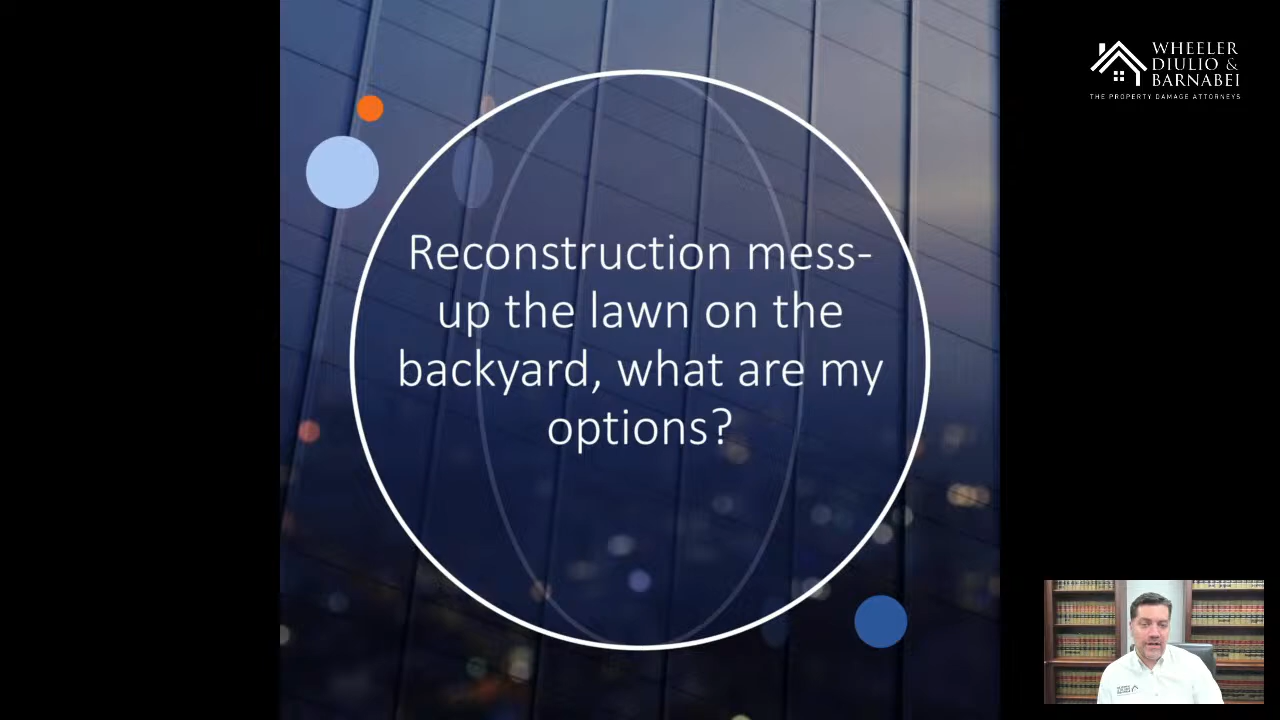 WHEELER
DIULIO &
BARNABEI
THE PROPERTY DAMAGE ATTORNEYS
Reconstruction mess-
up the lawn on the
backyard, what are my
options?